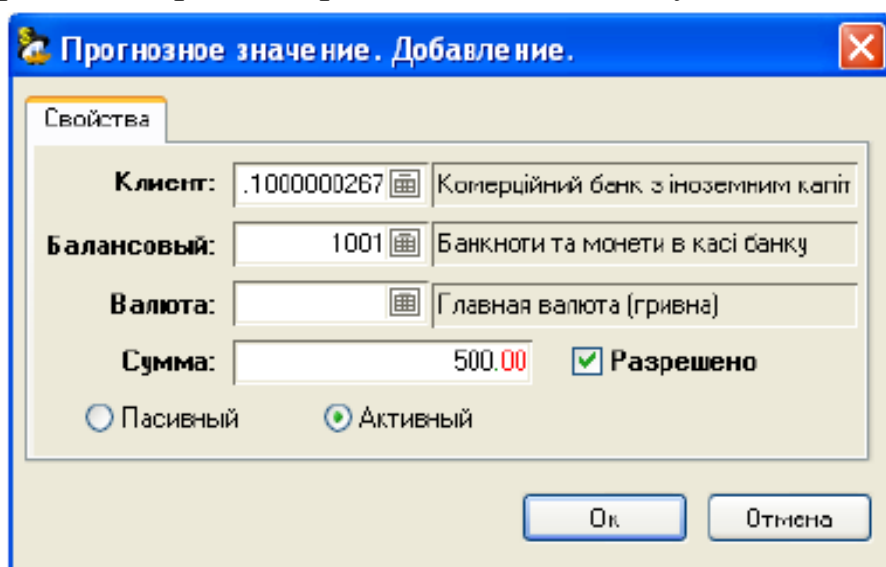 Прогнозное значение. Добавление.
Свойства
Клиент: .1000000267 Комерційний банк з іноземним капіт
Балансовый: 1001 Банкноти та монети в касі банку
Валюта: Главная валюта (гривна)
Сумма: 500.00 Разрешено
Пасивный Активный
Ок Отмена